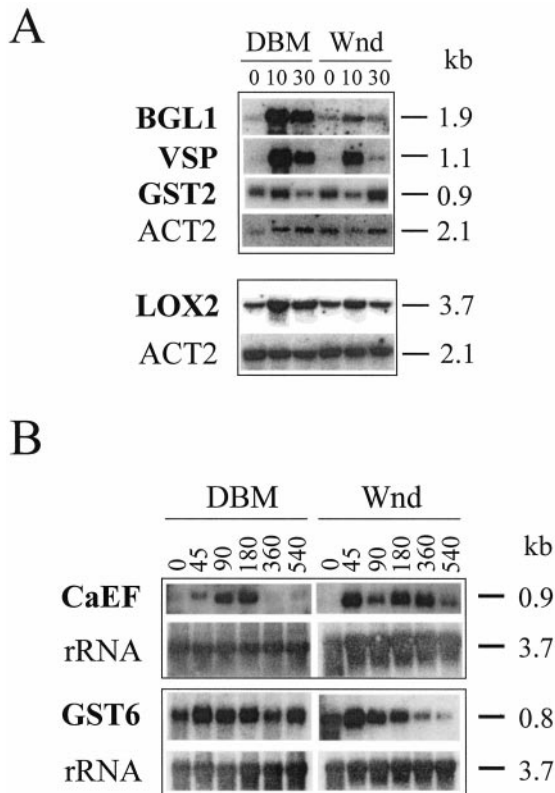 A
DBM Wnd
0 10 30 0 10 30 kb
BGL1 1.9
VSP 1.1
GST2 0.9
ACT2 2.1
LOX2 3.7
ACT2 2.1
B
DBM Wnd
0 45 90 180 360 540 0 45 90 180 360 540 kb
CaEF 0.9
rRNA 3.7
GST6 0.8
rRNA 3.7